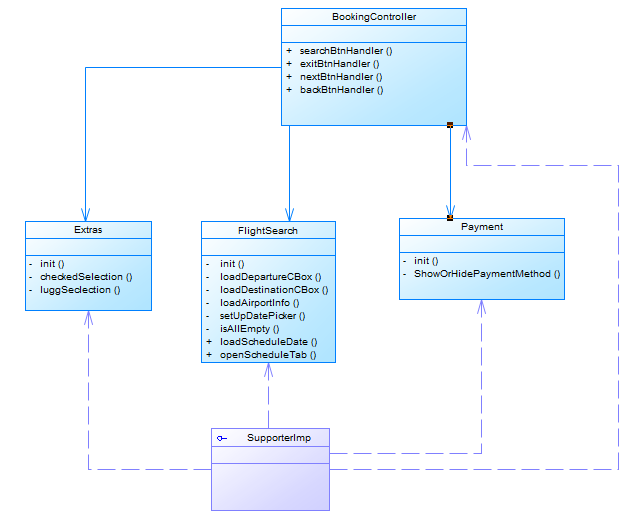 BookingController
+ searchBtnHandler ()
+ exitBtnHandler ()
+ nextBtnHandler ()
+ backBtnHandler ()
Extras
- init ()
- checkedSelection ()
- luggSeclection ()
FlightSearch
- init ()
- loadDepartureCBox ()
- loadDestinationCBox ()
- loadAirportInfo ()
- setUpDatePicker ()
- isAllEmpty ()
+ loadScheduleDate ()
+ openScheduleTab ()
Payment
- init ()
- ShowOrHidePaymentMethod ()
SupporterImp